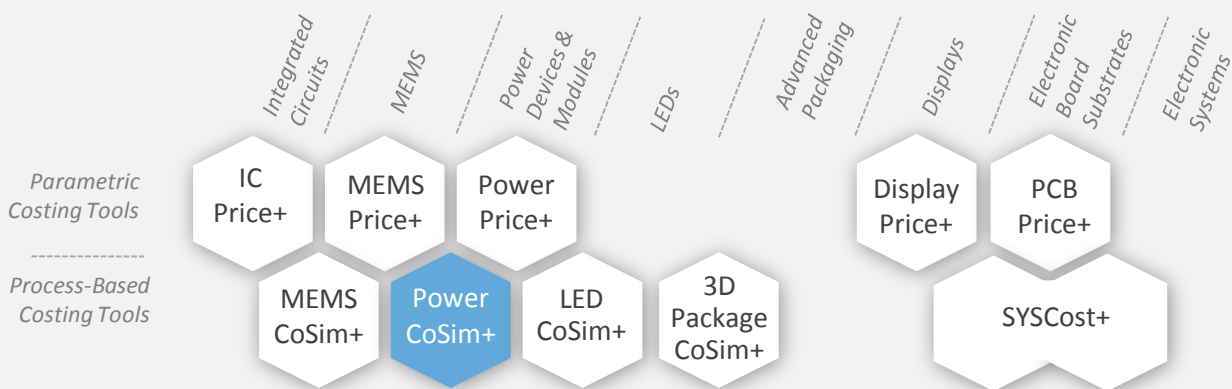 Integrated
Circuits
MEMS
Power
Devices &
Modules
LEDs
Advanced
Packaging
Displays
Electronic
Board
Substrates
Electronic
Systems
Parametric
Costing Tools
IC
Price+
MEMS
Price+
Power
Price+
Display
Price+
PCB
Price+
Process-Based
Costing Tools
MEMS
CoSim+
Power
CoSim+
LED
CoSim+
3D
Package
CoSim+
SYSCost+